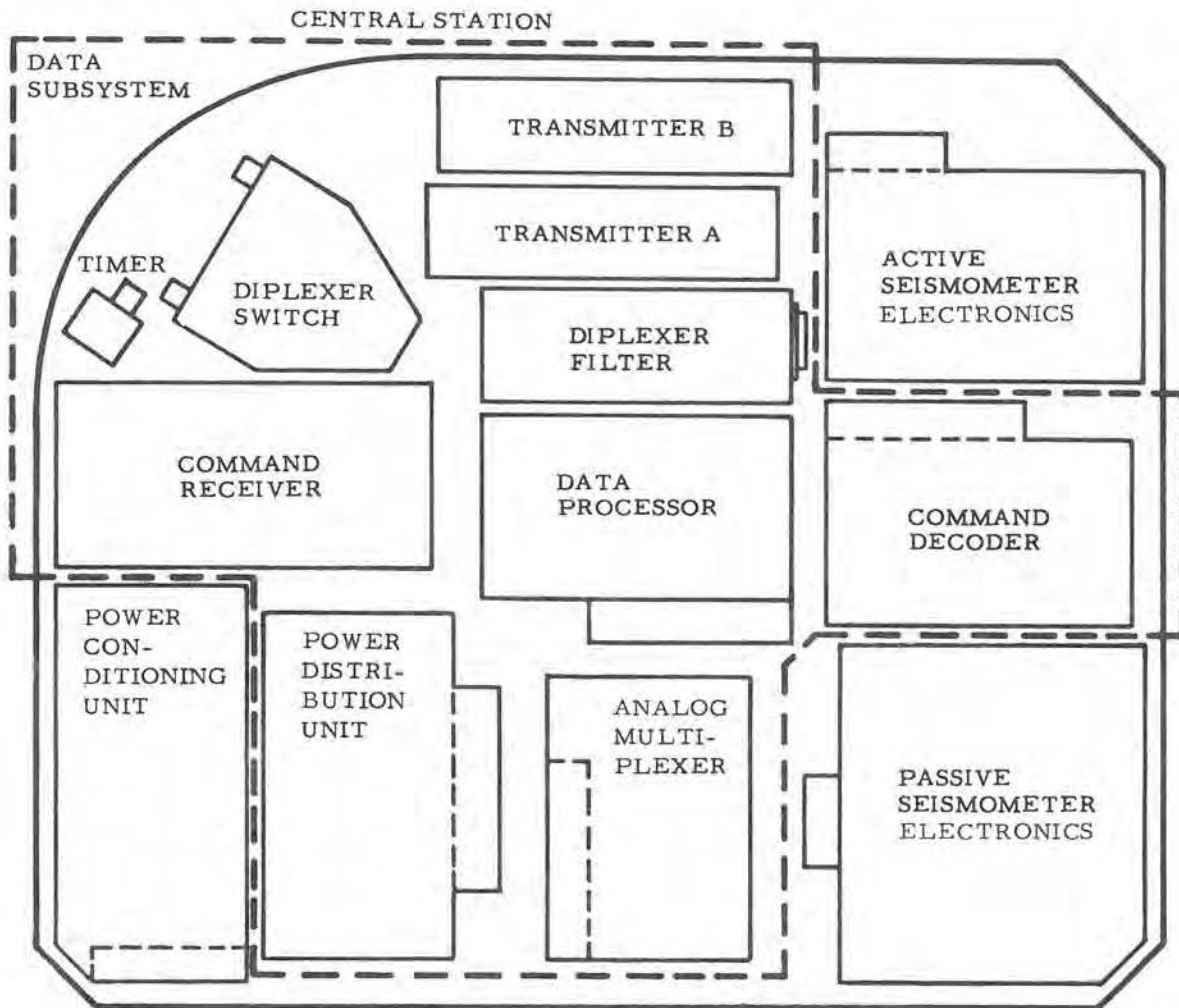 CENTRAL STATION
DATA
SUBSYSTEM
TRANSMITTER B
TRANSMITTER A
TIMER
DIPLEXER
SWITCH
ACTIVE
SEISMOMETER
ELECTRONICS
DIPLEXER
FILTER
COMMAND
RECEIVER
DATA
PROCESSOR
COMMAND
DECODER
POWER
CON-
DITIONING
UNIT
POWER
DISTRI-
BUTION
UNIT
ANALOG
MULTI-
PLEXER
PASSIVE
SEISMOMETER
ELECTRONICS